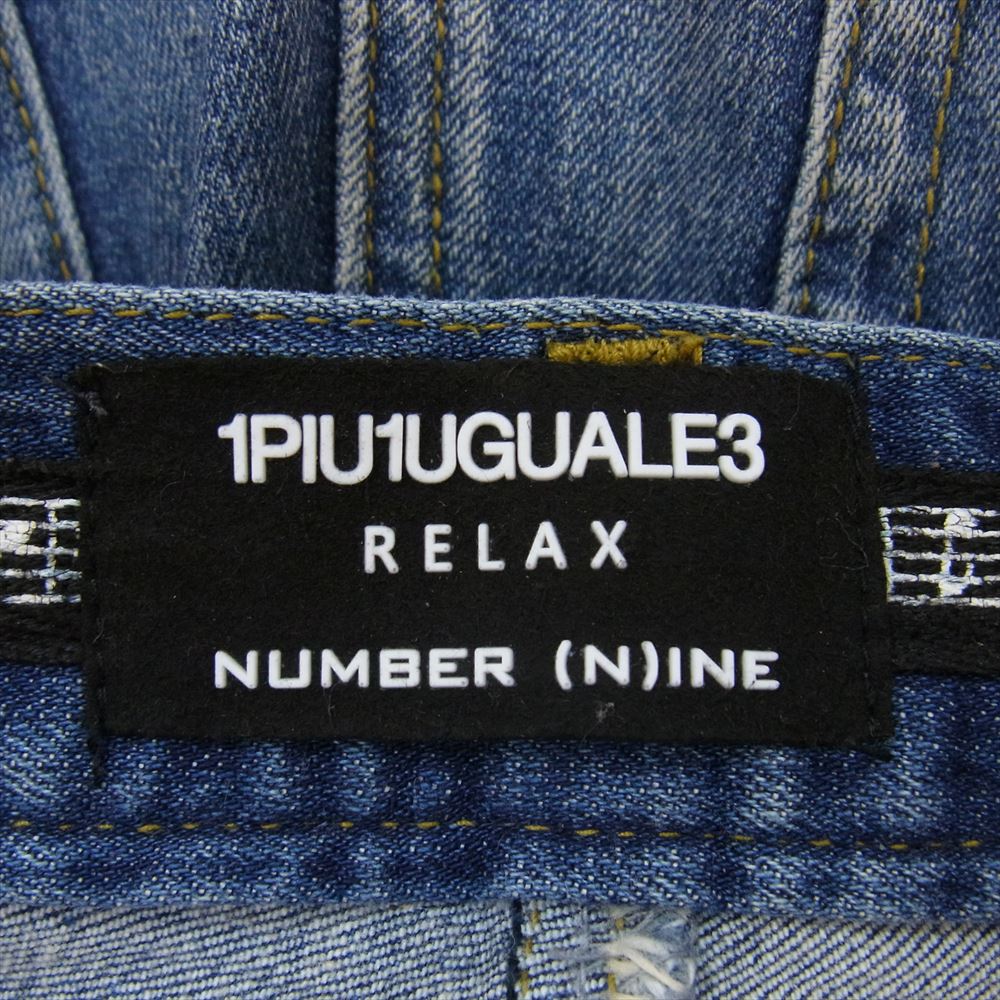 1PIU1UGUALE3
RELAX
NUMBER (N)INE